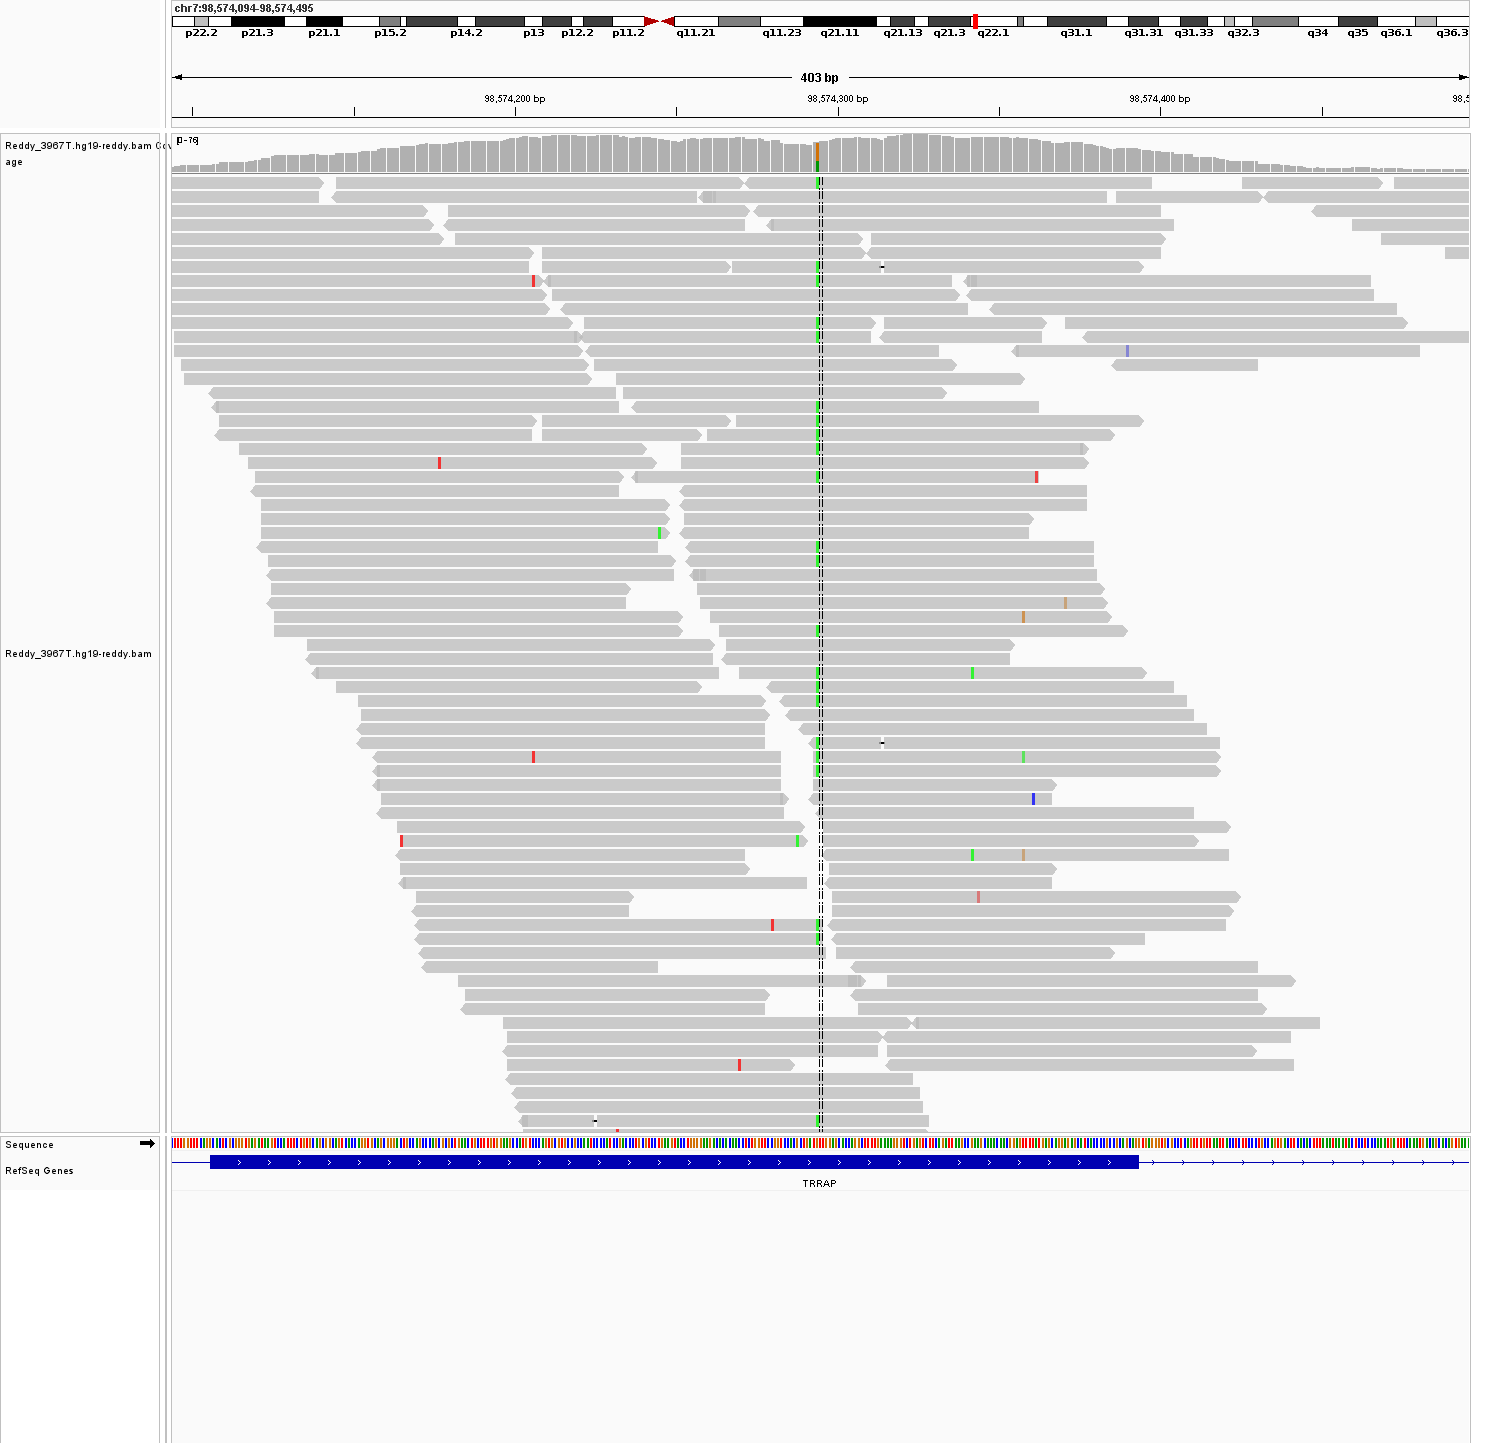 chr7:98,574,094-98,574,495
p22.2 p21.3 p21.1 p15.2 p14.2 p13 p12.2 p11.2 q11.21 q11.23 q21.11 q21.13 q21.3 q22.1 q31.1 q31.31 q31.33 q32.3 q34 q35 q36.1 q36.3
403 bp
98,574,200 bp 98,574,300 bp 98,574,400 bp 98,5
[0-76]
Reddy_3967T.hg19-reddy.bam Cov
age
Reddy_3967T.hg19-reddy.bam
Sequence
RefSeq Genes
TRRAP